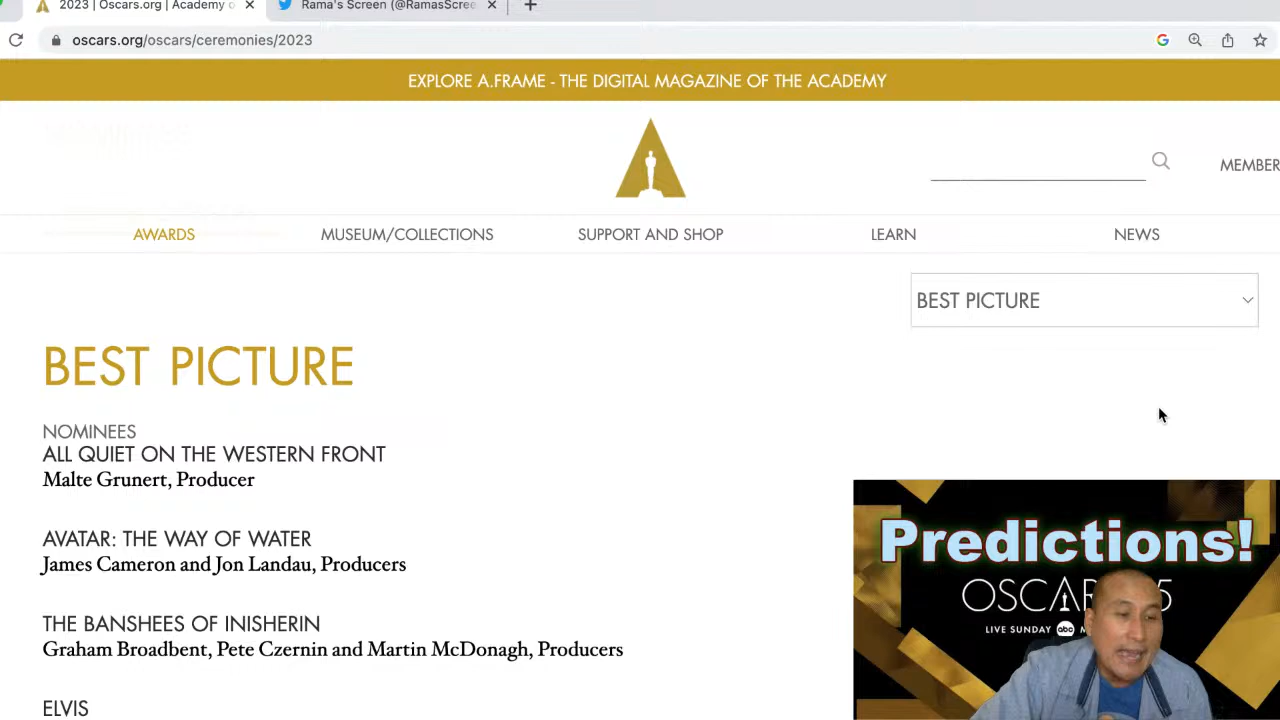 2023 | Oscars.org | Academy o
Rama's Screen (@RamasScree
oscars.org/oscars/ceremonies/2023
EXPLORE A.FRAME - THE DIGITAL MAGAZINE OF THE ACADEMY
MEMBER
AWARDS
MUSEUM/COLLECTIONS
SUPPORT AND SHOP
LEARN
NEWS
BEST PICTURE
BEST PICTURE
NOMINEES
ALL QUIET ON THE WESTERN FRONT
Malte Grunert, Producer
AVATAR: THE WAY OF WATER
James Cameron and Jon Landau, Producers
THE BANSHEES OF INISHERIN
Graham Broadbent, Pete Czernin and Martin McDonagh, Producers
ELVIS
Predictions!
OSCAR 5
LIVE SUNDAY abc M